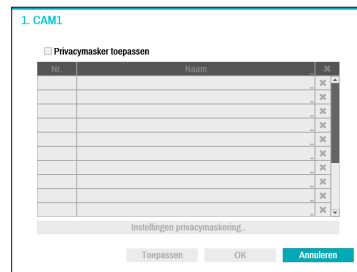 1. CAM1
Privacymasker toepassen
Nr. Naam
Instellingen privacymaskering..
Toepassen OK Annuleren